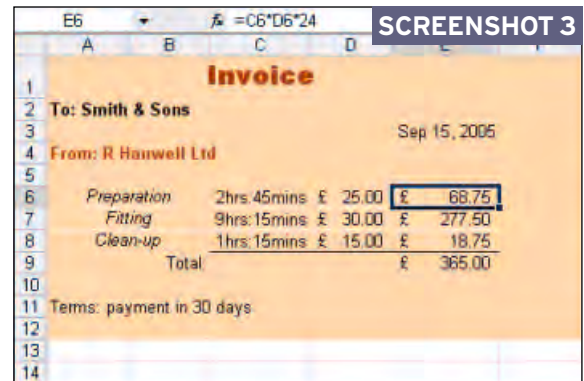 E6 fx =C6*D6*24
SCREENSHOT 3
A B C D
1 Invoice
2 To: Smith & Sons
3 Sep 15, 2005
4 From: R Hanwell Ltd
5
6 Preparation 2hrs:45mins £ 25.00 £ 68.75
7 Fitting 9hrs:15mins £ 30.00 £ 277.50
8 Clean-up 1hrs:15mins £ 15.00 £ 18.75
9 Total £ 365.00
10
11 Terms: payment in 30 days
12
13
14